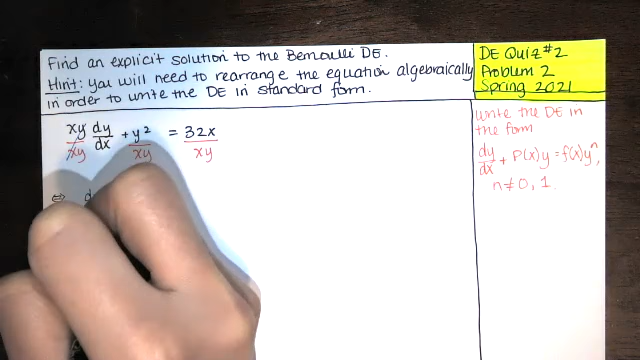 Find an explicit solution to the Bernoulli DE.
Hint: you will need to rearrange the equation algebraically
in order to write the DE in standard form.
DE Quiz #2
Problem 2
Spring 2021
xy dy/dx + y² = 32x
xy xy xy
⇔ d
write the DE in
the form
dy/dx + P(x)y = f(x)yⁿ,
n≠0, 1.